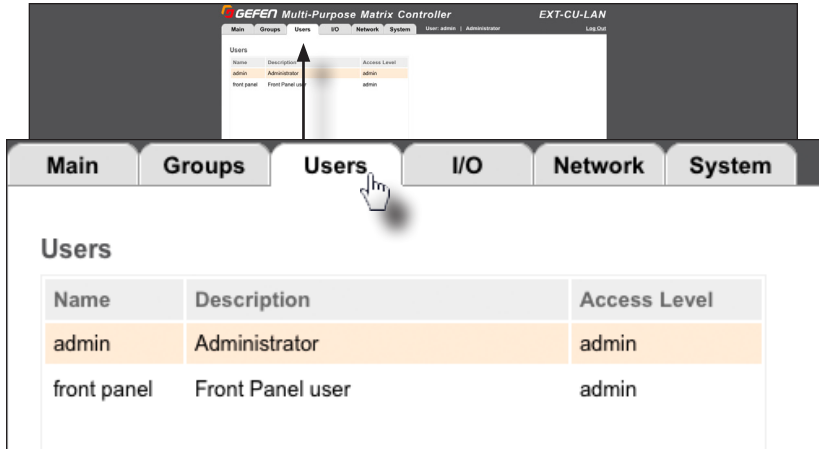 GEFEN Multi-Purpose Matrix Controller EXT-CU-LAN
Main Groups Users I/O Network System User: admin | Administrator Log Out
Users
Name Description Access Level
admin Administrator admin
front panel Front Panel user admin
Main Groups Users I/O Network System
Users
Name Description Access Level
admin Administrator admin
front panel Front Panel user admin